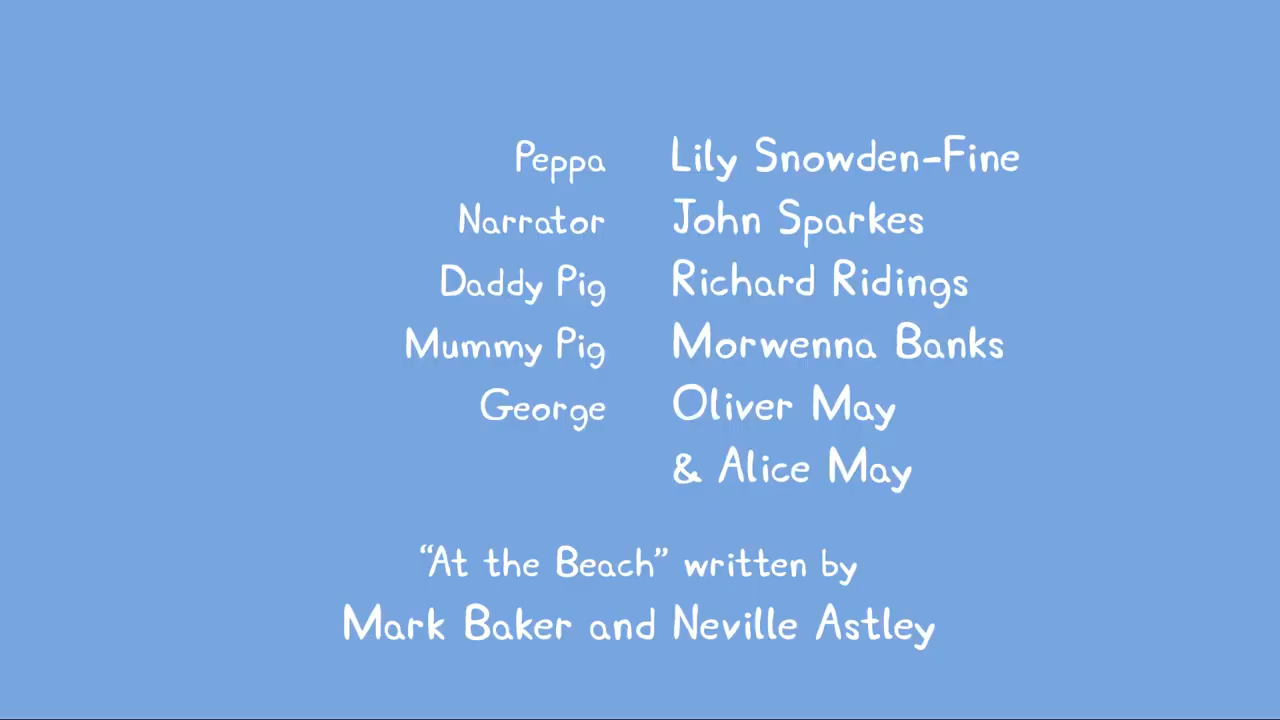 Peppa Lily Snowden-Fine
Narrator John Sparkes
Daddy Pig Richard Ridings
Mummy Pig Morwenna Banks
George Oliver May
& Alice May
“At the Beach” written by
Mark Baker and Neville Astley